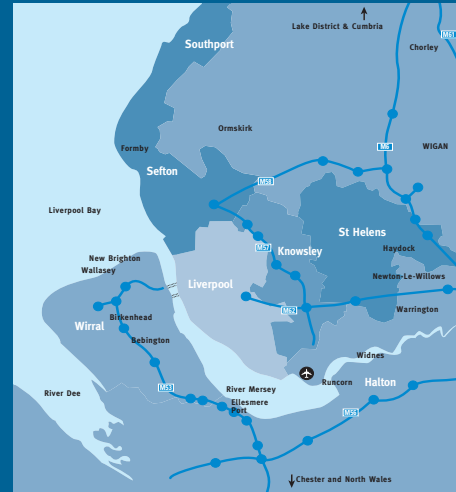 Lake District & Cumbria
M61
Southport
Chorley
Ormskirk
Formby
M6
WIGAN
Sefton
M58
Liverpool Bay
St Helens
M57
Knowsley
Haydock
New Brighton
Wallasey
Newton-Le-Willows
Liverpool
M62
Warrington
Birkenhead
Wirral
Bebington
Widnes
M53
River Mersey
Runcorn
Halton
River Dee
Ellesmere
Port
M56
Chester and North Wales